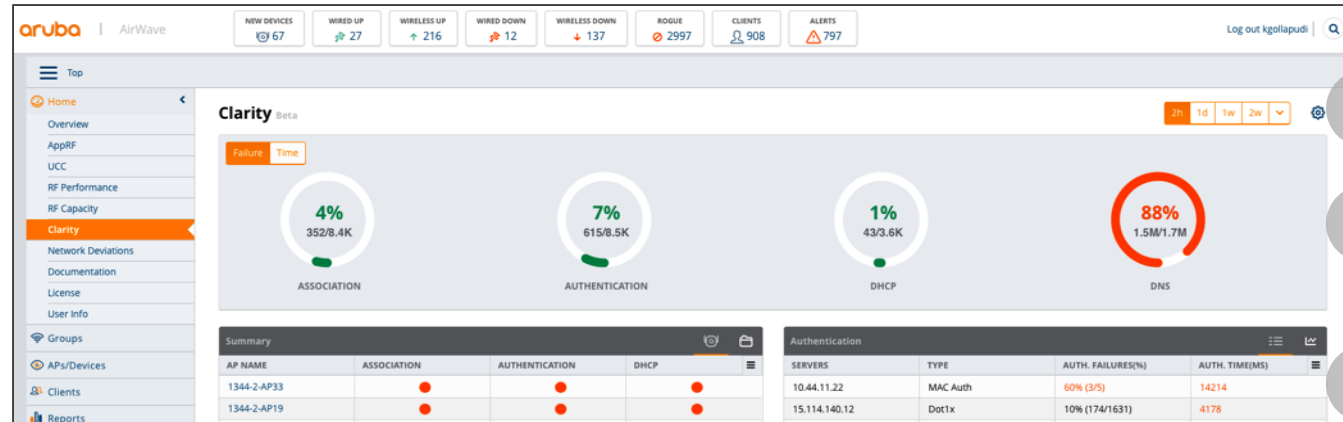 aruba | AirWave
NEW DEVICES 67
WIRED UP 27
WIRELESS UP 216
WIRED DOWN 12
WIRELESS DOWN 137
ROGUE 2997
CLIENTS 908
ALERTS 797
Log out kgollapudi
Top
Home
Overview
AppRF
UCC
RF Performance
RF Capacity
Clarity
Network Deviations
Documentation
License
User Info
Groups
APs/Devices
Clients
Reports
Clarity Beta
2h 1d 1w 2w
Failure Time
4%
352/8.4K
ASSOCIATION
7%
615/8.5K
AUTHENTICATION
1%
43/3.6K
DHCP
88%
1.5M/1.7M
DNS
Summary
AP NAME ASSOCIATION AUTHENTICATION DHCP
1344-2-AP33
1344-2-AP19
Authentication
SERVERS TYPE AUTH. FAILURES(%) AUTH. TIME(MS)
10.44.11.22 MAC Auth 60% (3/5) 14214
15.114.140.12 Dot1x 10% (174/1631) 4178